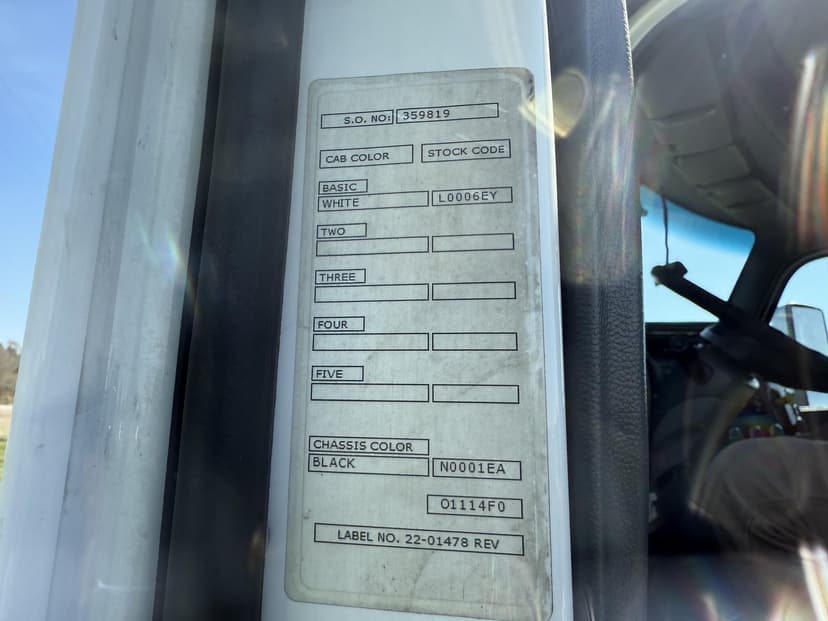 S.O. NO: 359819
CAB COLOR STOCK CODE
BASIC
WHITE L0006EY
TWO
THREE
FOUR
FIVE
CHASSIS COLOR
BLACK N0001EA
01114F0
LABEL NO. 22-01478 REV